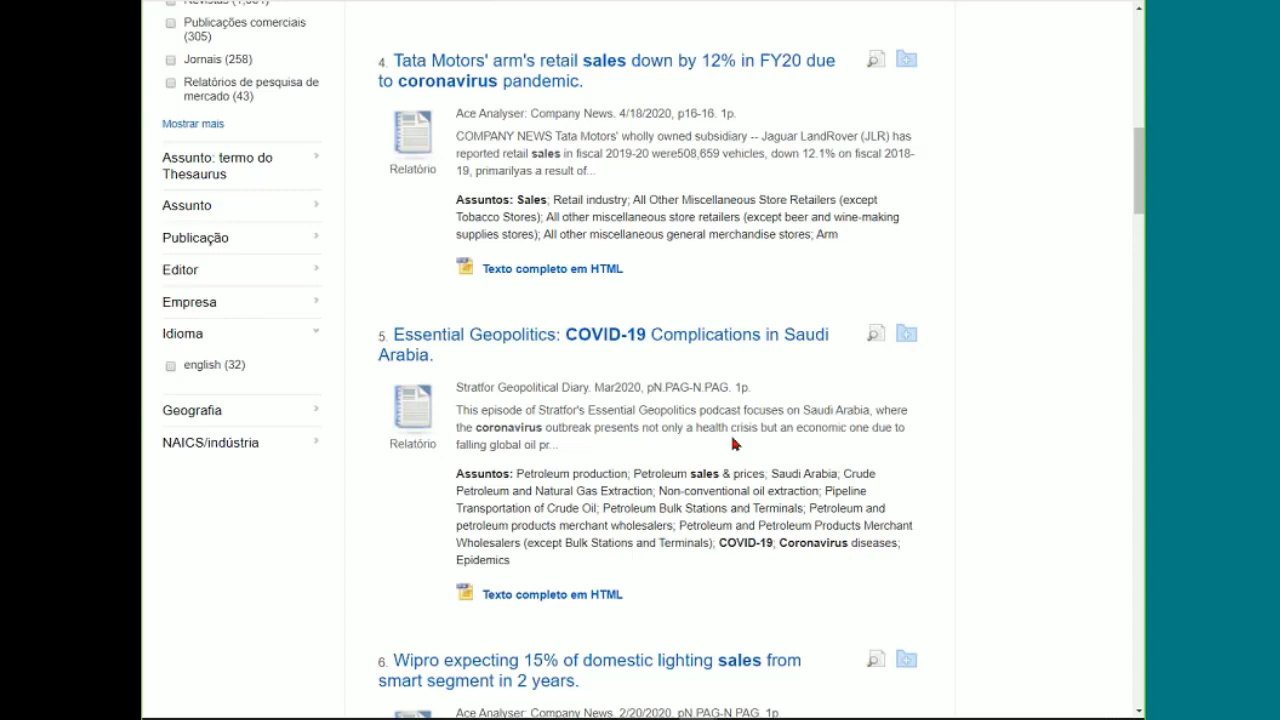 Publicações comerciais
(305)
Jornais (258)
Relatórios de pesquisa de
mercado (43)
Mostrar mais
Assunto: termo do
Thesaurus
Assunto
Publicação
Editor
Empresa
Idioma
english (32)
Geografia
NAICS/indústria
4. Tata Motors' arm's retail sales down by 12% in FY20 due
to coronavirus pandemic.
Relatório
Ace Analyser: Company News. 4/18/2020, p16-16. 1p.
COMPANY NEWS Tata Motors' wholly owned subsidiary -- Jaguar LandRover (JLR) has
reported retail sales in fiscal 2019-20 were508,659 vehicles, down 12.1% on fiscal 2018-
19, primarilyas a result of...
Assuntos: Sales; Retail industry; All Other Miscellaneous Store Retailers (except
Tobacco Stores); All other miscellaneous store retailers (except beer and wine-making
supplies stores); All other miscellaneous general merchandise stores; Arm
Texto completo em HTML
5. Essential Geopolitics: COVID-19 Complications in Saudi
Arabia.
Relatório
Stratfor Geopolitical Diary. Mar2020, pN.PAG-N.PAG. 1p.
This episode of Stratfor's Essential Geopolitics podcast focuses on Saudi Arabia, where
the coronavirus outbreak presents not only a health crisis but an economic one due to
falling global oil pr...
Assuntos: Petroleum production; Petroleum sales & prices; Saudi Arabia; Crude
Petroleum and Natural Gas Extraction; Non-conventional oil extraction; Pipeline
Transportation of Crude Oil; Petroleum Bulk Stations and Terminals; Petroleum and
petroleum products merchant wholesalers; Petroleum and Petroleum Products Merchant
Wholesalers (except Bulk Stations and Terminals); COVID-19; Coronavirus diseases;
Epidemics
Texto completo em HTML
6. Wipro expecting 15% of domestic lighting sales from
smart segment in 2 years.
Ace Analyser: Company News. 2/20/2020, pN.PAG-N.PAG. 1p.